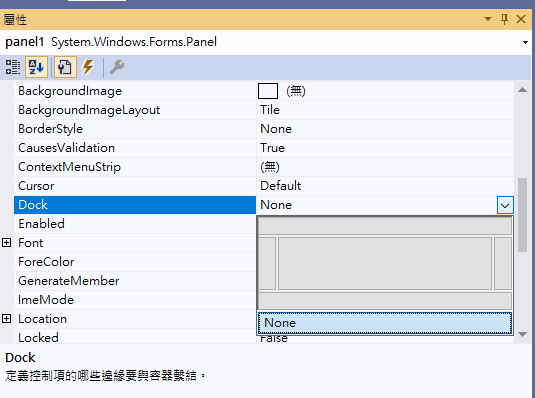 屬性
panel1 System.Windows.Forms.Panel
BackgroundImage (無)
BackgroundImageLayout Tile
BorderStyle None
CausesValidation True
ContextMenuStrip (無)
Cursor Default
Dock None
Enabled
Font
ForeColor
GenerateMember
ImeMode
Location None
Locked False
Dock
定義控制項的哪些邊緣要與容器繫結。